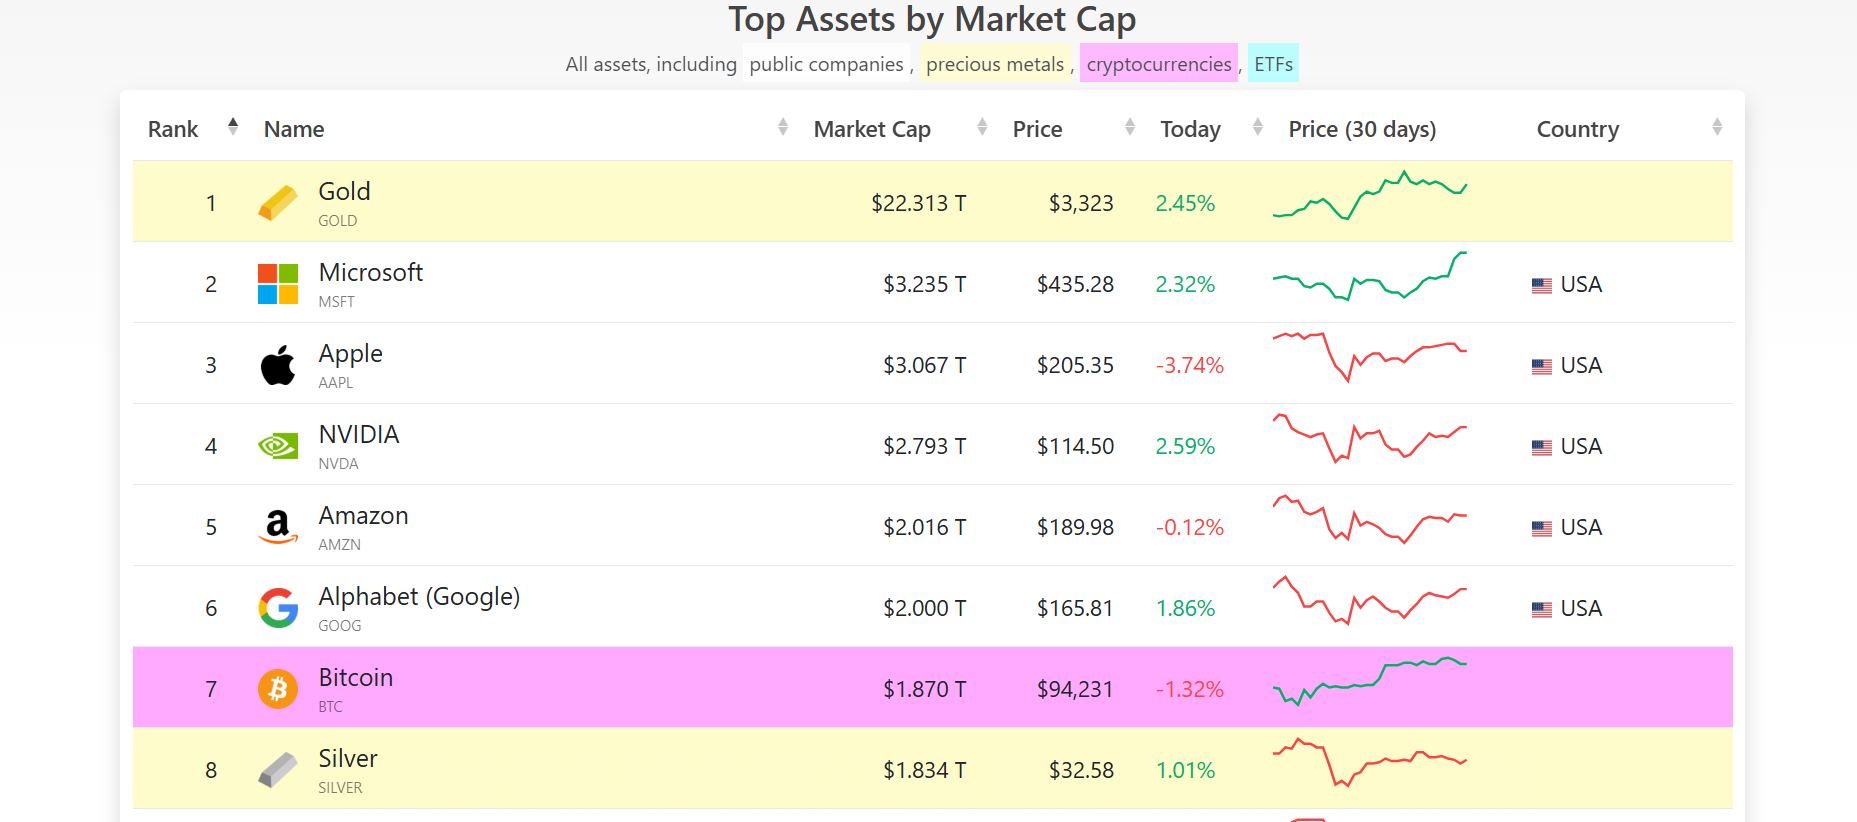 Top Assets by Market Cap
All assets, including public companies , precious metals , cryptocurrencies , ETFs
Rank Name Market Cap Price Today Price (30 days) Country
1 Gold $22.313 T $3,323 2.45%
GOLD
2 Microsoft $3.235 T $435.28 2.32% USA
MSFT
3 Apple $3.067 T $205.35 -3.74% USA
AAPL
4 NVIDIA $2.793 T $114.50 2.59% USA
NVDA
5 Amazon $2.016 T $189.98 -0.12% USA
AMZN
6 Alphabet (Google) $2.000 T $165.81 1.86% USA
GOOG
7 Bitcoin $1.870 T $94,231 -1.32%
BTC
8 Silver $1.834 T $32.58 1.01%
SILVER